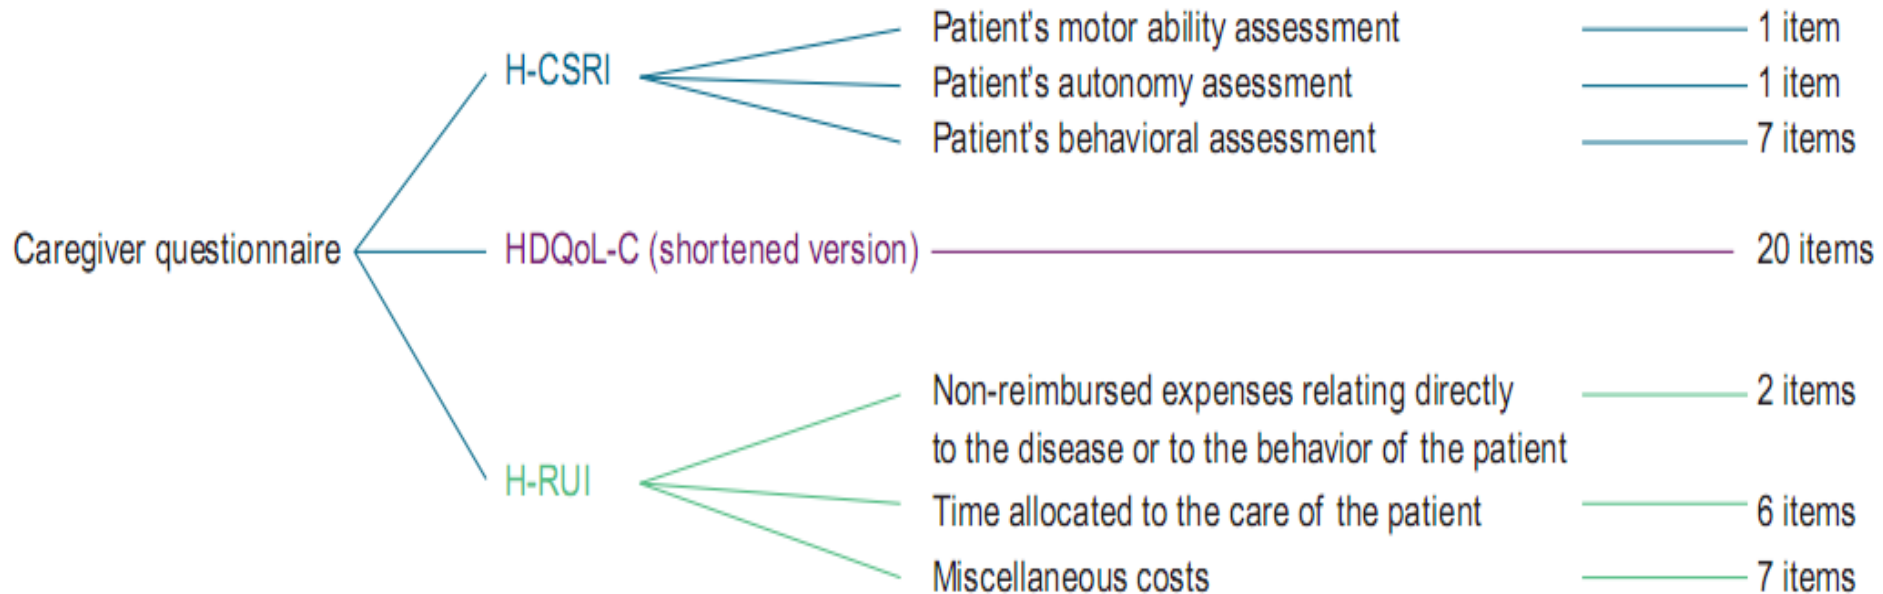 Caregiver questionnaire
H-CSRI
Patient's motor ability assessment
1 item
Patient's autonomy asessment
1 item
Patient's behavioral assessment
7 items
HDQoL-C (shortened version)
20 items
H-RUI
Non-reimbursed expenses relating directly
to the disease or to the behavior of the patient
2 items
Time allocated to the care of the patient
6 items
Miscellaneous costs
7 items